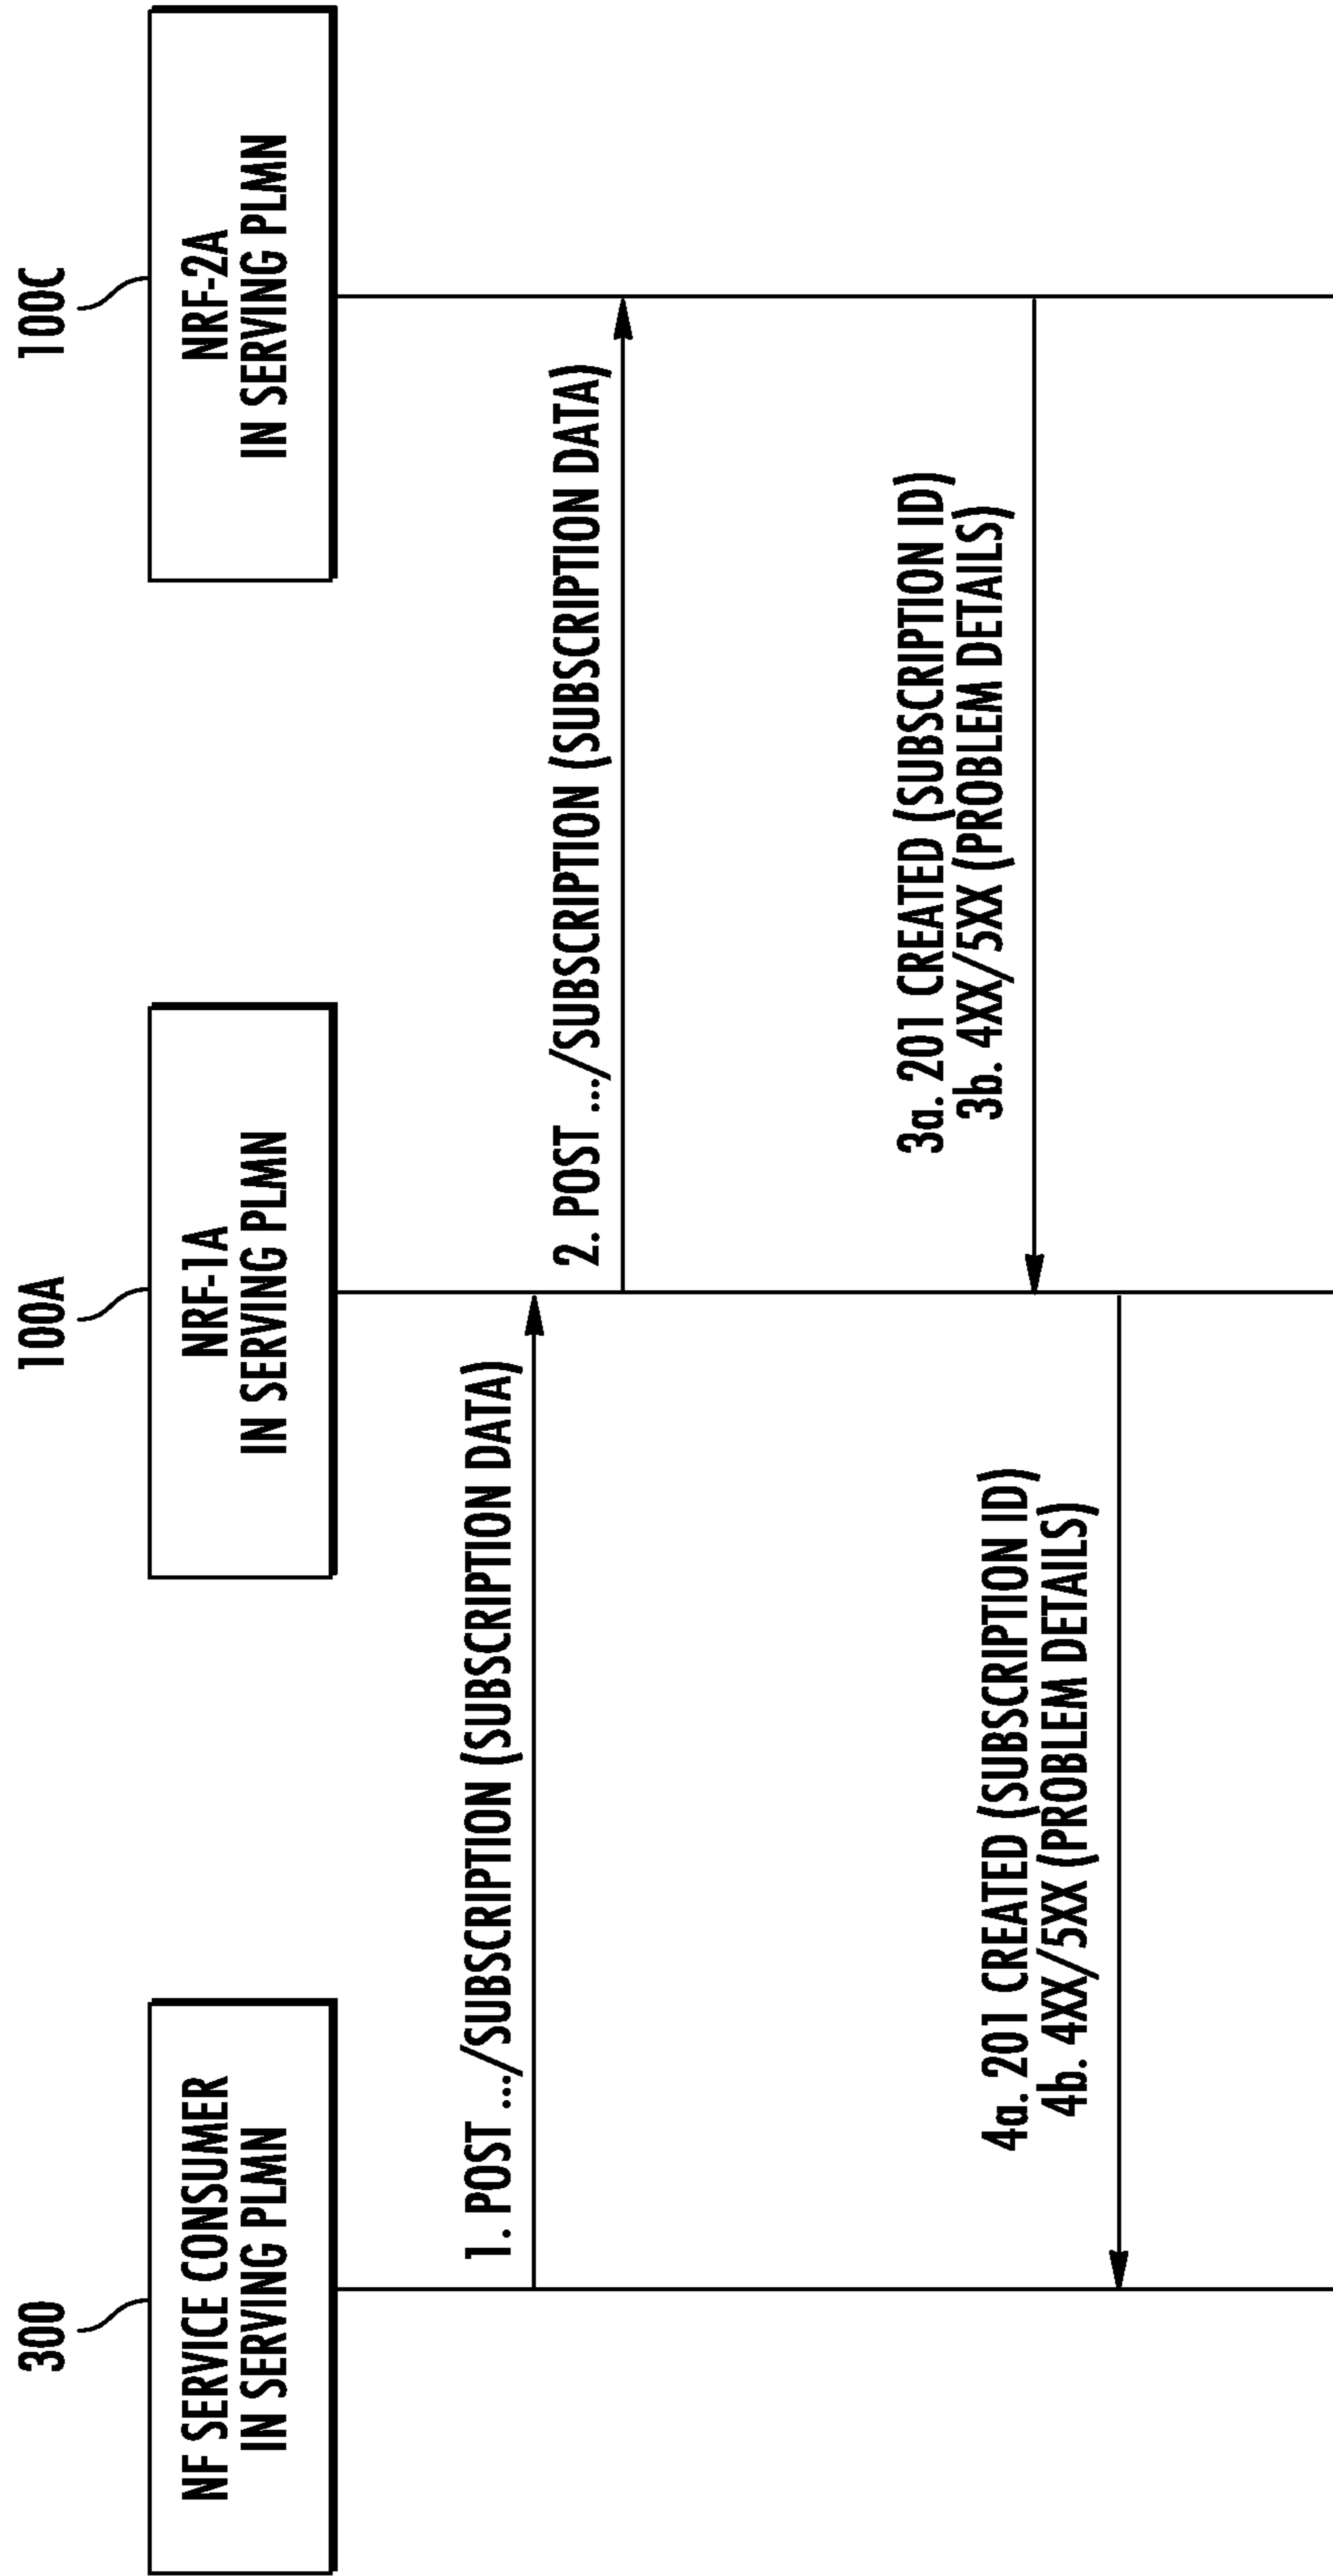 300
100A
100C
NF SERVICE CONSUMER
IN SERVING PLMN
NRF-1A
IN SERVING PLMN
NRF-2A
IN SERVING PLMN
1. POST .../SUBSCRIPTION (SUBSCRIPTION DATA)
2. POST .../SUBSCRIPTION (SUBSCRIPTION DATA)
3a. 201 CREATED (SUBSCRIPTION ID)
3b. 4XX/5XX (PROBLEM DETAILS)
4a. 201 CREATED (SUBSCRIPTION ID)
4b. 4XX/5XX (PROBLEM DETAILS)